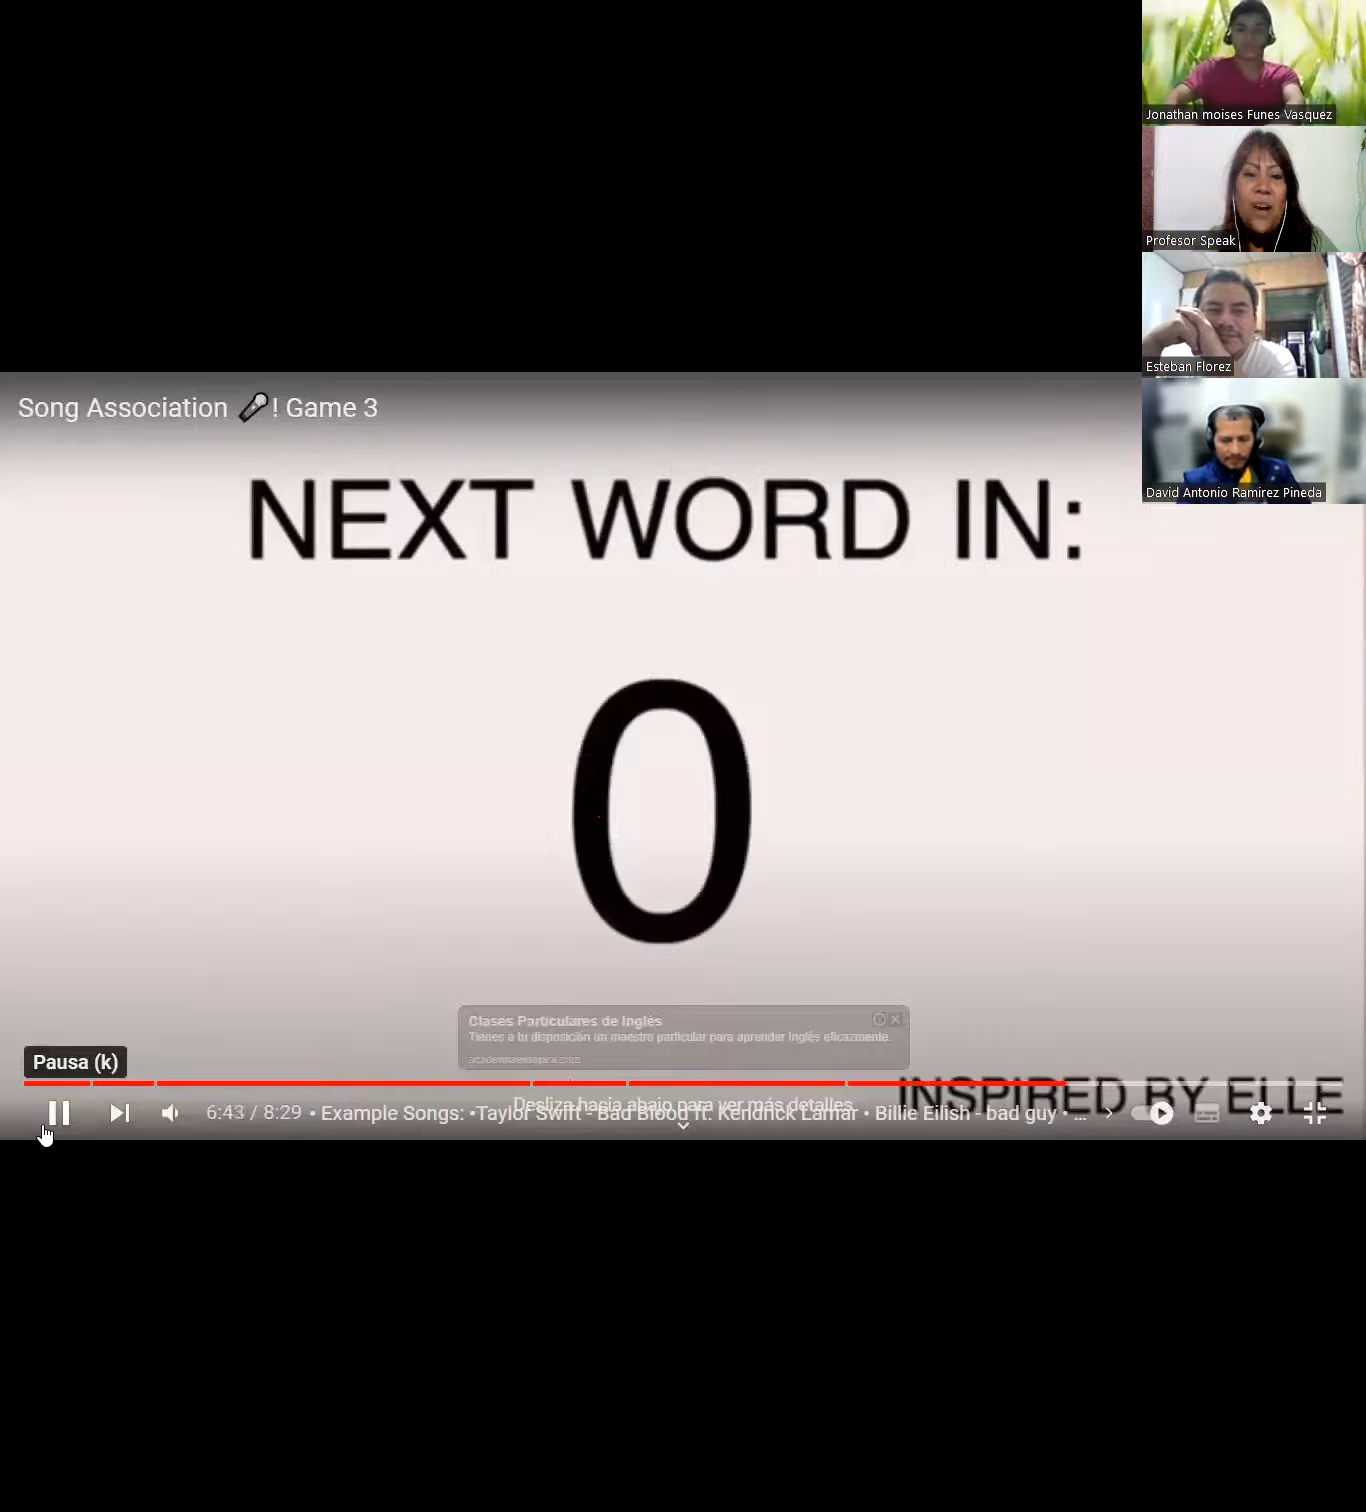 Jonathan moises Funes Vasquez
Profesor Speak
Esteban Florez
David Antonio Ramirez Pineda
Song Association 🎤! Game 3
NEXT WORD IN:
0
Clases Particulares de Inglés
Tienes a tu disposición un maestro particular para aprender Inglés eficazmente.
Pausa (k)
INSPIRED BY ELLE
Desliza hacia abajo para ver más detalles
6:43 / 8:29 • Example Songs: •Taylor Swift - Bad Blood ft. Kendrick Lamar • Billie Eilish - bad guy • ...